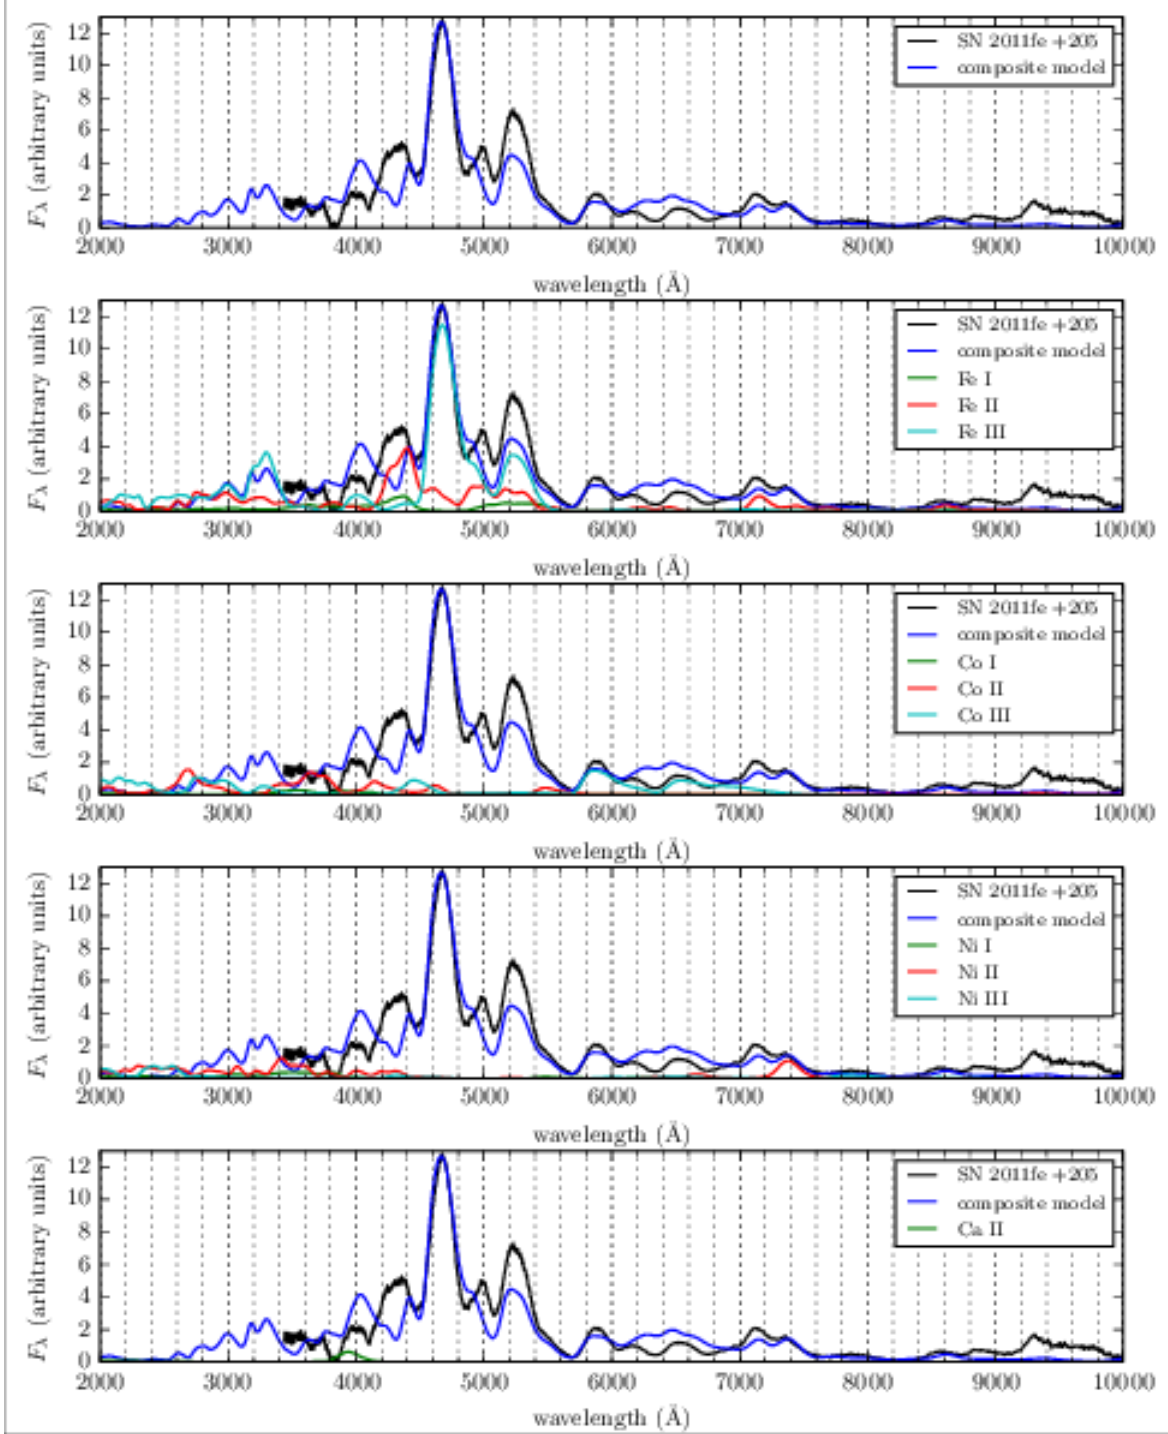 F_λ (arbitrary units)
12
10
8
6
4
2
0
SN 2011fe +205
composite model
2000 3000 4000 5000 6000 7000 8000 9000 10000
wavelength (Å)
F_λ (arbitrary units)
12
10
8
6
4
2
0
SN 2011fe +205
composite model
Fe I
Fe II
Fe III
2000 3000 4000 5000 6000 7000 8000 9000 10000
wavelength (Å)
F_λ (arbitrary units)
12
10
8
6
4
2
0
SN 2011fe +205
composite model
Co I
Co II
Co III
2000 3000 4000 5000 6000 7000 8000 9000 10000
wavelength (Å)
F_λ (arbitrary units)
12
10
8
6
4
2
0
SN 2011fe +205
composite model
Ni I
Ni II
Ni III
2000 3000 4000 5000 6000 7000 8000 9000 10000
wavelength (Å)
F_λ (arbitrary units)
12
10
8
6
4
2
0
SN 2011fe +205
composite model
Ca II
2000 3000 4000 5000 6000 7000 8000 9000 10000
wavelength (Å)